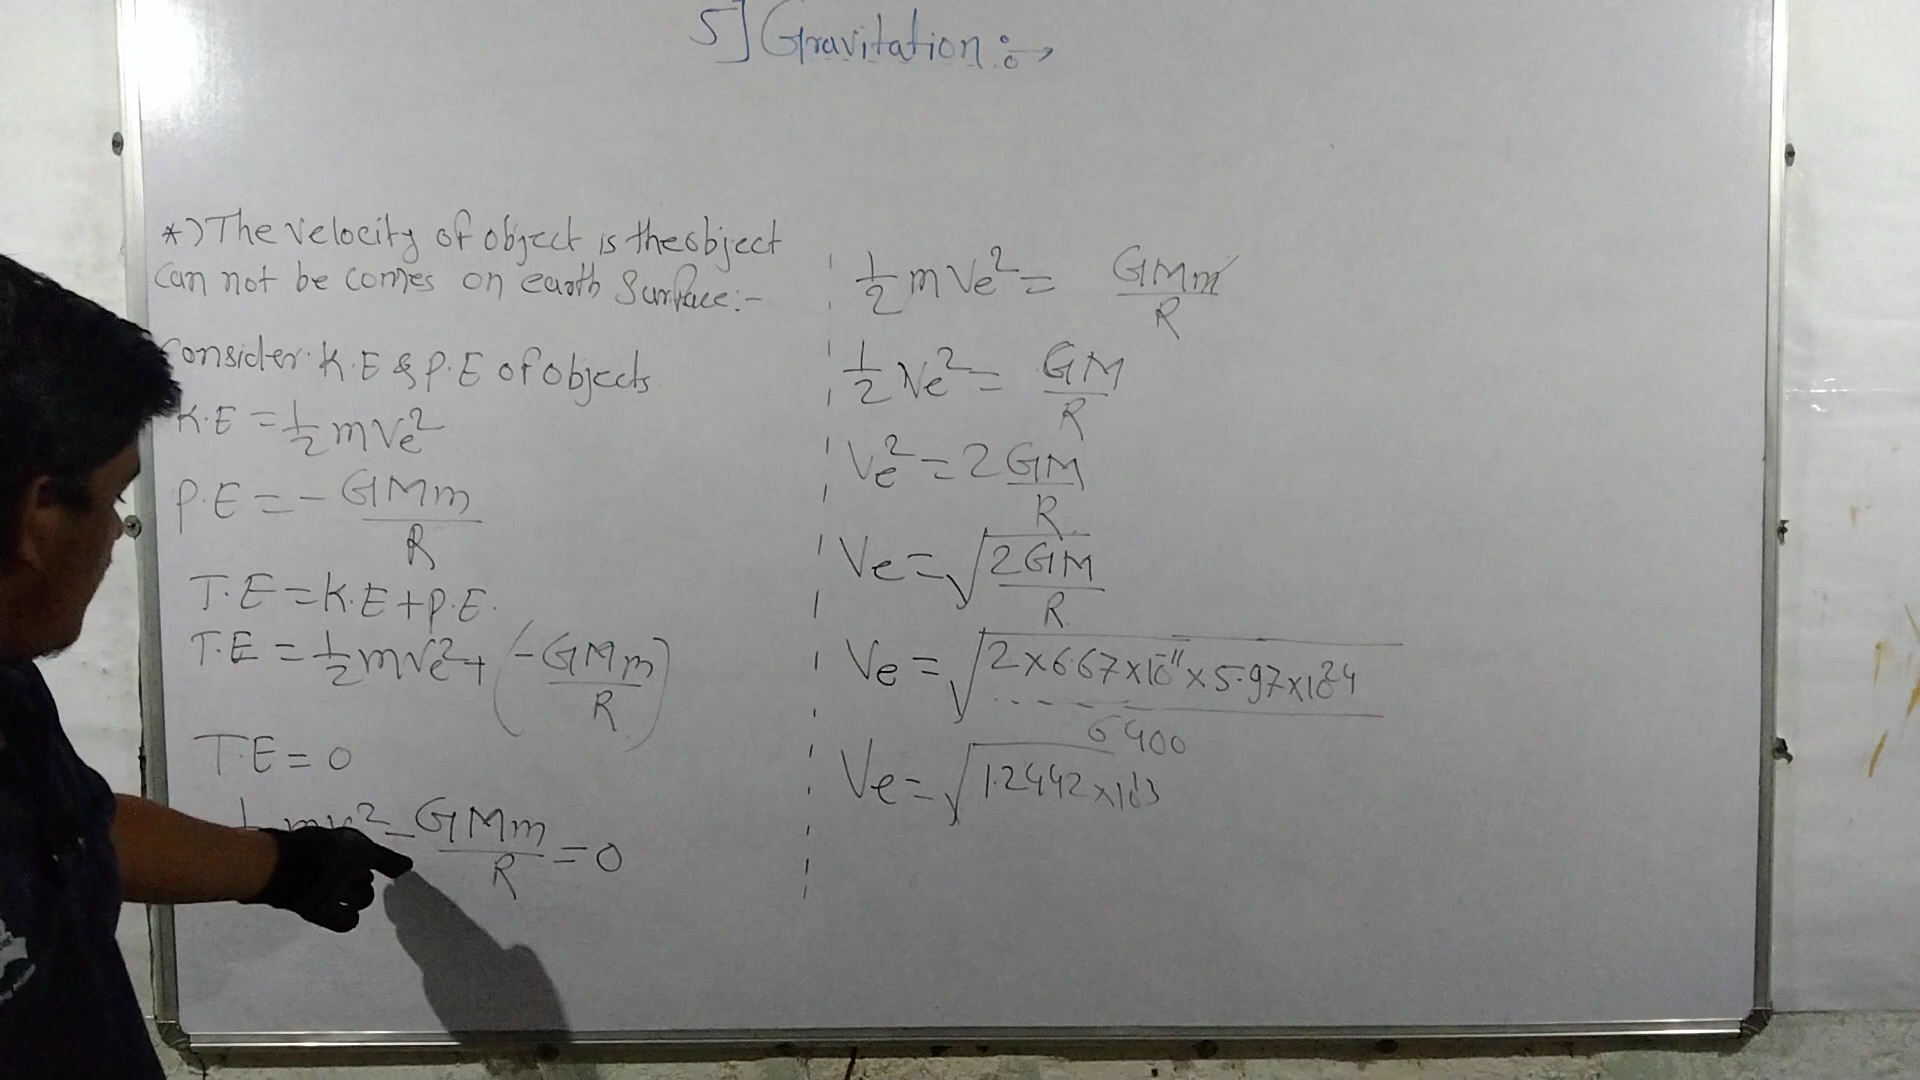 5] Gravitation :→
*) The velocity of object is the object
can not be comes on earth Surface:-
Consider K.E & P.E of objects
K.E = 1/2 mVe²
P.E = - GMm/R
T.E = K.E + P.E.
T.E = 1/2 mVe² + (-GMm/R)
T.E = 0
mv² - GMm/R = 0
1/2 mVe² = GMm/R
1/2 Ve² = GM/R
Ve² = 2GM/R
Ve = √(2GM/R)
Ve = √(2×6.67×10⁻¹¹×5.97×10²⁴/6400)
Ve = √1.2442×10¹³